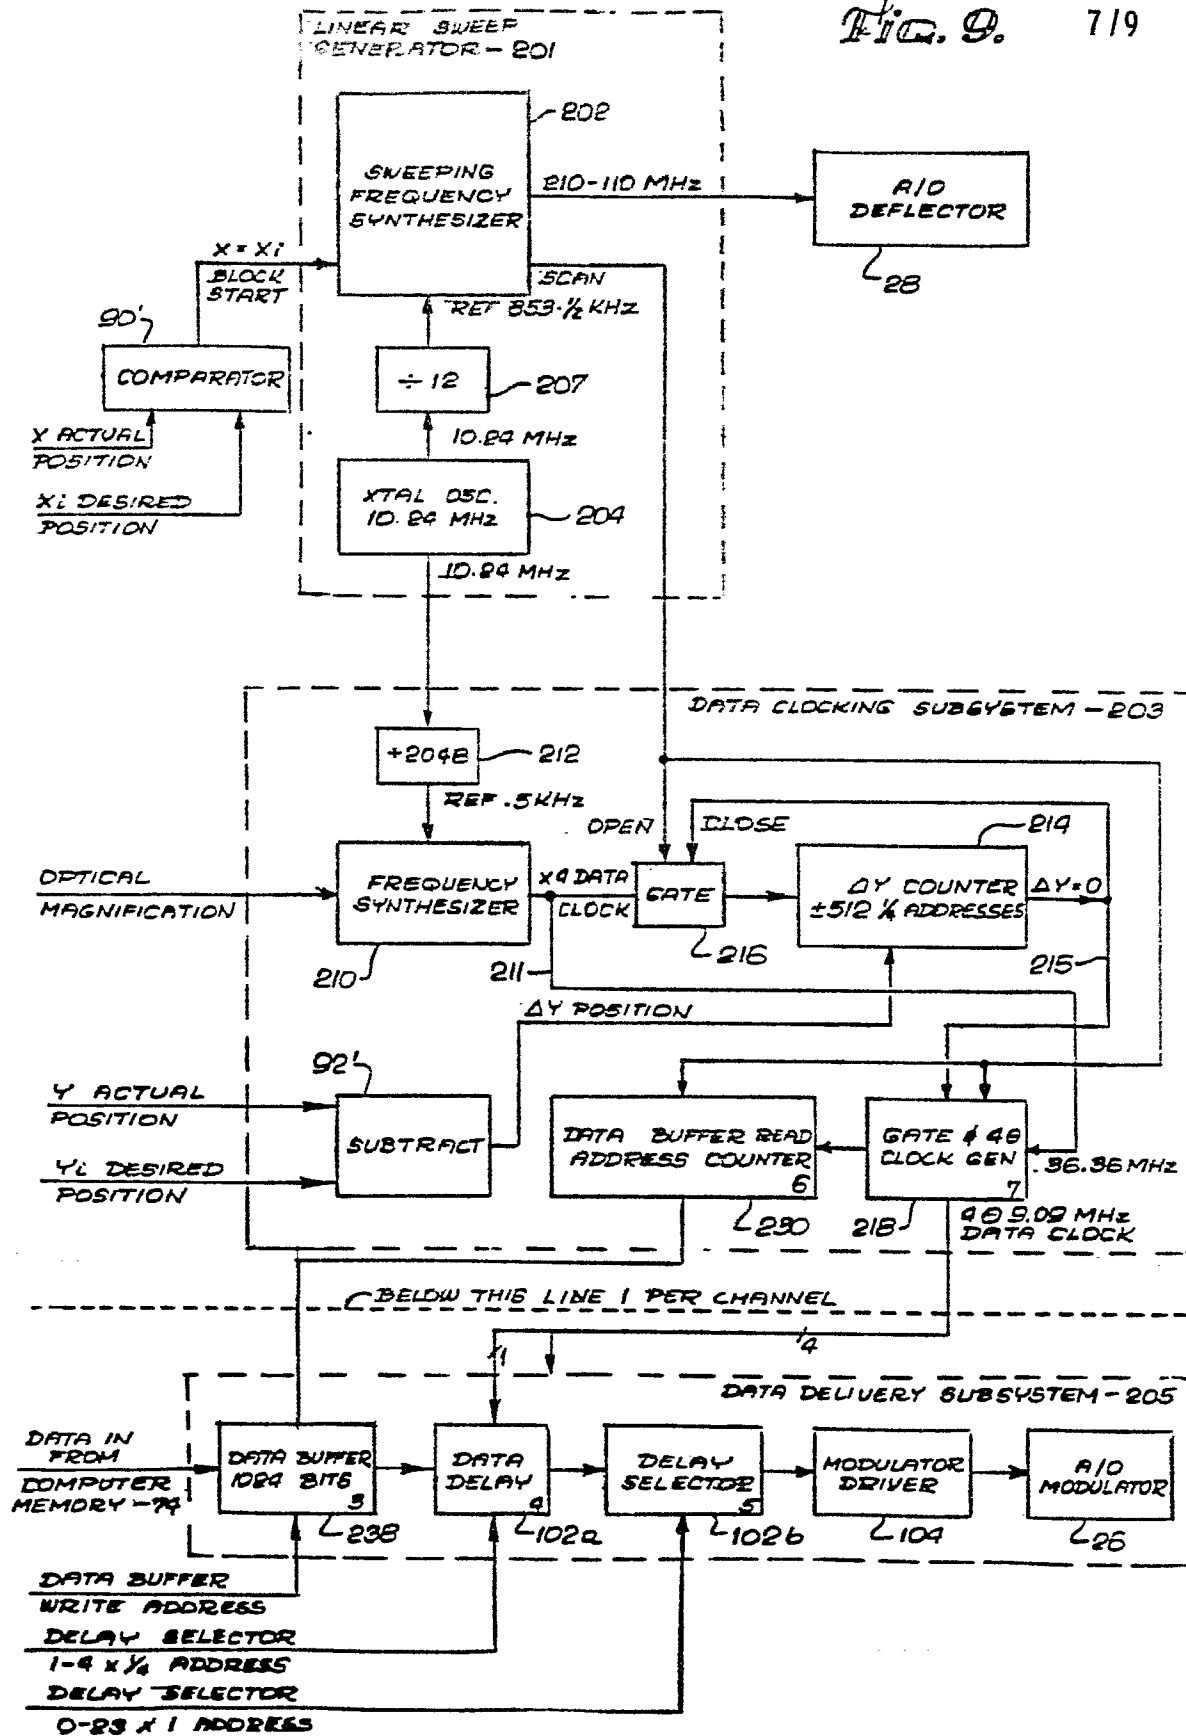 Fig. 9.
7/9
LINEAR SWEEP
GENERATOR - 201
202
SWEEPING
FREQUENCY
SYNTHESIZER
210-110 MHz
A/O
DEFLECTOR
28
X = Xi
BLOCK
START
SCAN
REF 853.1/2 KHz
90'
COMPARATOR
÷ 12
207
X ACTUAL
POSITION
10.24 MHz
Xi DESIRED
POSITION
XTAL OSC.
10.24 MHz
204
10.24 MHz
DATA CLOCKING SUBSYSTEM - 203
÷2048
212
REF .5 KHz
OPEN
CLOSE
214
OPTICAL
MAGNIFICATION
FREQUENCY
SYNTHESIZER
X4 DATA
CLOCK
GATE
ΔY COUNTER
±512 1/4 ADDRESSES
ΔY=0
210
211
216
215
ΔY POSITION
92'
Y ACTUAL
POSITION
SUBTRACT
Yi DESIRED
POSITION
DATA BUFFER READ
ADDRESS COUNTER
6
GATE & 4Θ
CLOCK GEN
7
36.36 MHz
230
218
4Θ 9.09 MHz
DATA CLOCK
BELOW THIS LINE 1 PER CHANNEL
1
4
DATA DELIVERY SUBSYSTEM - 205
DATA IN
FROM
COMPUTER
MEMORY - 74
DATA BUFFER
1024 BITS
3
DATA
DELAY
4
DELAY
SELECTOR
5
MODULATOR
DRIVER
A/O
MODULATOR
238
102a
102b
104
26
DATA BUFFER
WRITE ADDRESS
DELAY SELECTOR
1-4 x 1/4 ADDRESS
DELAY SELECTOR
0-23 x 1 ADDRESS